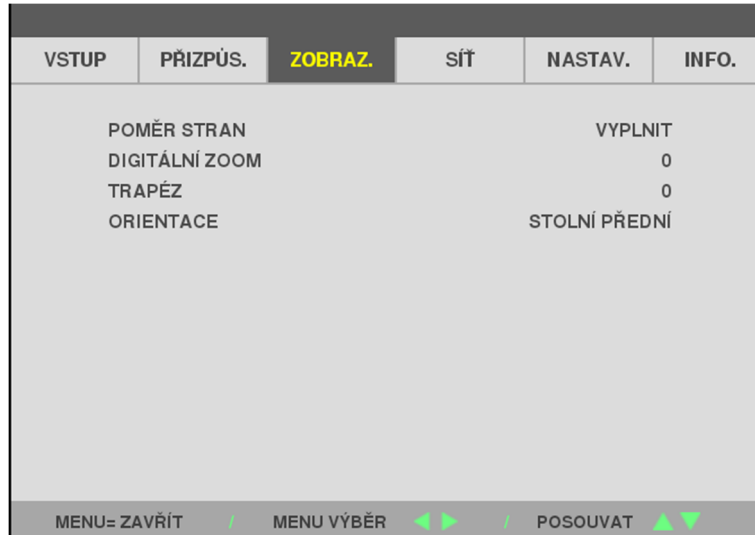 VSTUP PŘIZPŮS. ZOBRAZ. SÍŤ NASTAV. INFO.
POMĚR STRAN VYPLNIT
DIGITÁLNÍ ZOOM 0
TRAPÉZ 0
ORIENTACE STOLNÍ PŘEDNÍ
MENU= ZAVŘÍT / MENU VÝBĚR ◀ ▶ / POSOUVAT ▲ ▼